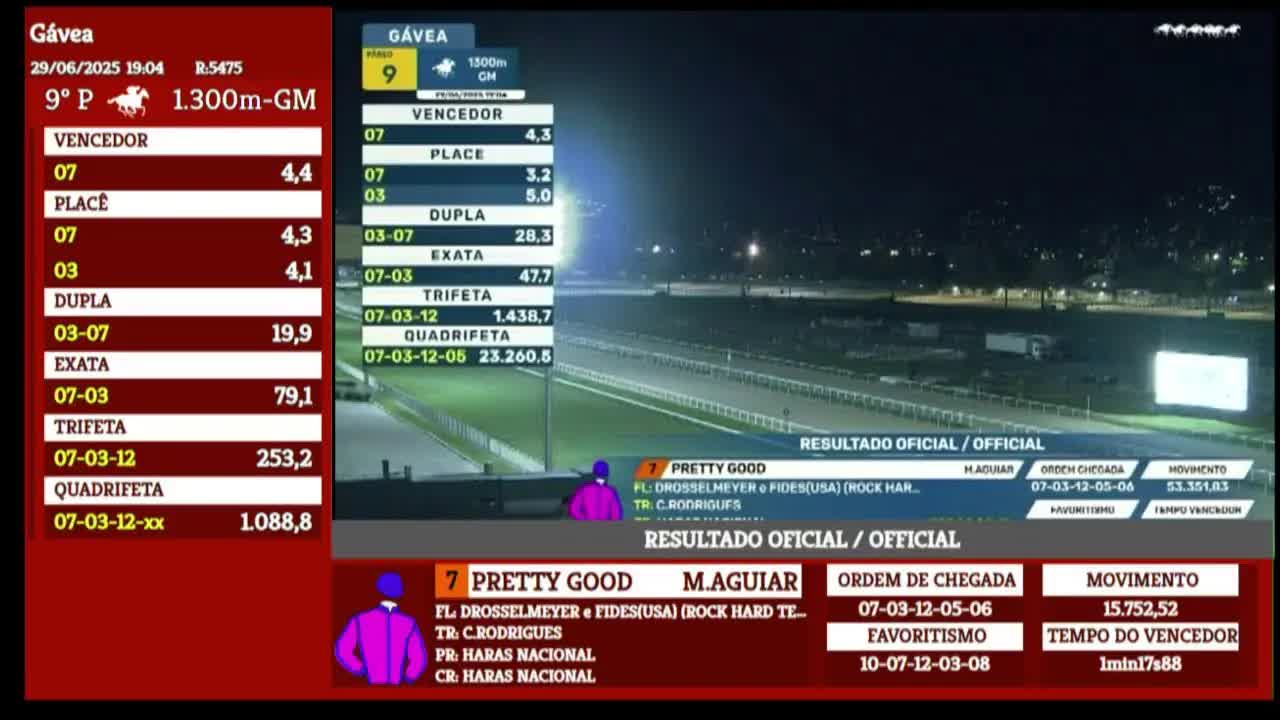 Gávea
29/06/2025 19:04 R:5475
9º P 1.300m-GM
VENCEDOR
07 4,4
PLACÊ
07 4,3
03 4,1
DUPLA
03-07 19,9
EXATA
07-03 79,1
TRIFETA
07-03-12 253,2
QUADRIFETA
07-03-12-xx 1.088,8
GÁVEA
PÁREO
9
1300m
GM
VENCEDOR
07 4,3
PLACE
07 3,2
03 5,0
DUPLA
03-07 28,3
EXATA
07-03 47,7
TRIFETA
07-03-12 1.438,7
QUADRIFETA
07-03-12-05 23.260,5
RESULTADO OFICIAL / OFFICIAL
7 PRETTY GOOD M.AGUIAR ORDEM CHEGADA MOVIMENTO
FL: DROSSELMEYER e FIDES(USA) (ROCK HAR... 07-03-12-05-06 53.351,83
TR: C.RODRIGUES FAVORITISMO TEMPO VENCEDOR
RESULTADO OFICIAL / OFFICIAL
7 PRETTY GOOD M.AGUIAR
FL: DROSSELMEYER e FIDES(USA) (ROCK HARD TE...
TR: C.RODRIGUES
PR: HARAS NACIONAL
CR: HARAS NACIONAL
ORDEM DE CHEGADA
07-03-12-05-06
FAVORITISMO
10-07-12-03-08
MOVIMENTO
15.752,52
TEMPO DO VENCEDOR
1min17s88